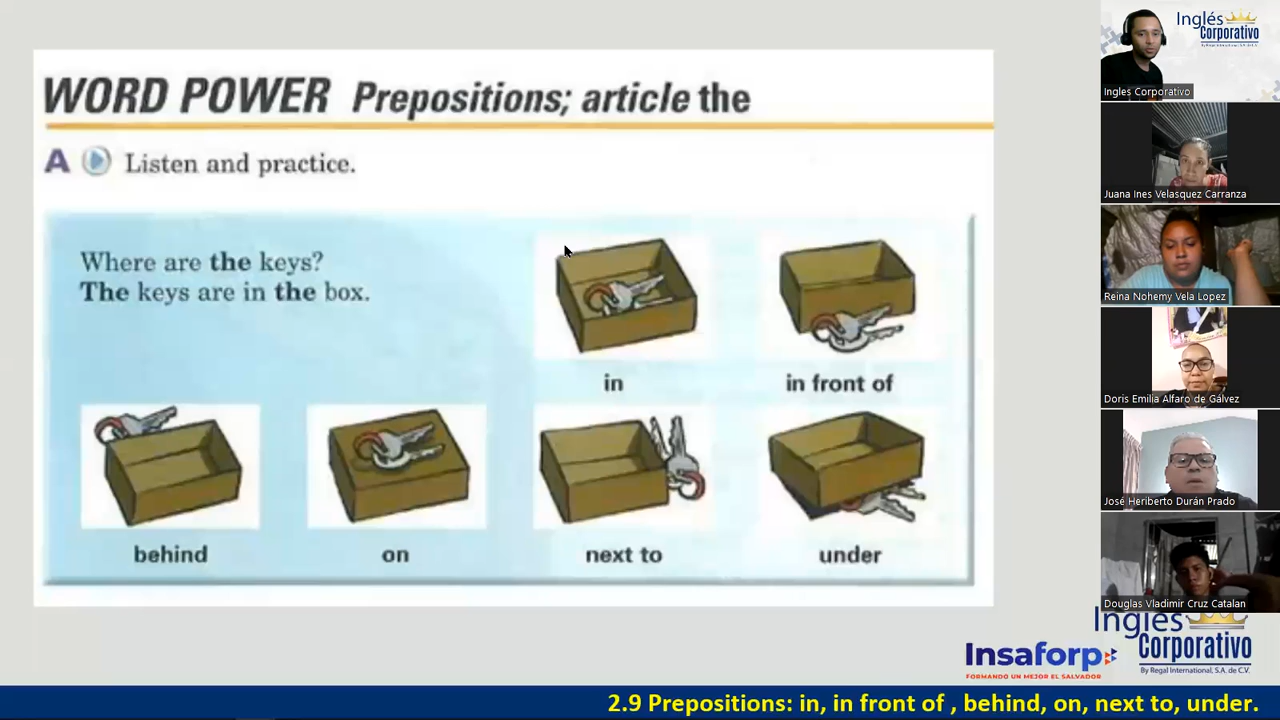 WORD POWER Prepositions; article the
A Listen and practice.
Where are the keys?
The keys are in the box.
in
in front of
behind
on
next to
under
Inglés
Corporativo
By Regal International, S.A. de C.V.
Ingles Corporativo
Juana Ines Velasquez Carranza
Reina Nohemy Vela Lopez
Doris Emilia Alfaro de Gálvez
José Heriberto Durán Prado
Douglas Vladimir Cruz Catalan
Inglés
Corporativo
By Regal International, S.A. de C.V.
Insaforp
FORMANDO UN MEJOR EL SALVADOR
2.9 Prepositions: in, in front of , behind, on, next to, under.